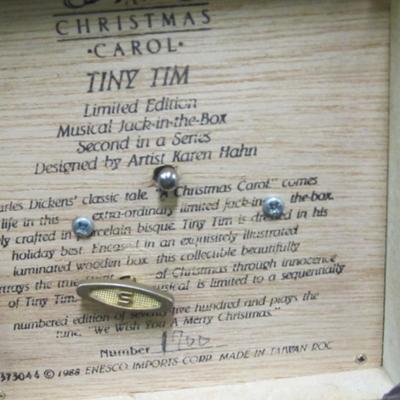 A
CHRISTMAS
·CAROL·
TINY TIM
Limited Edition
Musical Jack-in-the-Box
Second in a Series
Designed by Artist Karen Hahn
Charles Dickens' classic tale "A Christmas Carol" comes
life in this extra-ordinary limited jack-in- the-box.
crafted in porcelain bisque Tiny Tim is dressed in his
holiday best. Encased in an exquisitely illustrated
laminated wooden box, this collectible beautifully
the true of Christmas through innocence
of Tiny Tim. musical is limited to a sequentially
numbered edition of seventy-five hundred and plays the
tune, "We Wish You A Merry Christmas."
Number 1700
373044 © 1988 ENESCO IMPORTS CORP. MADE IN TAIWAN ROC
S